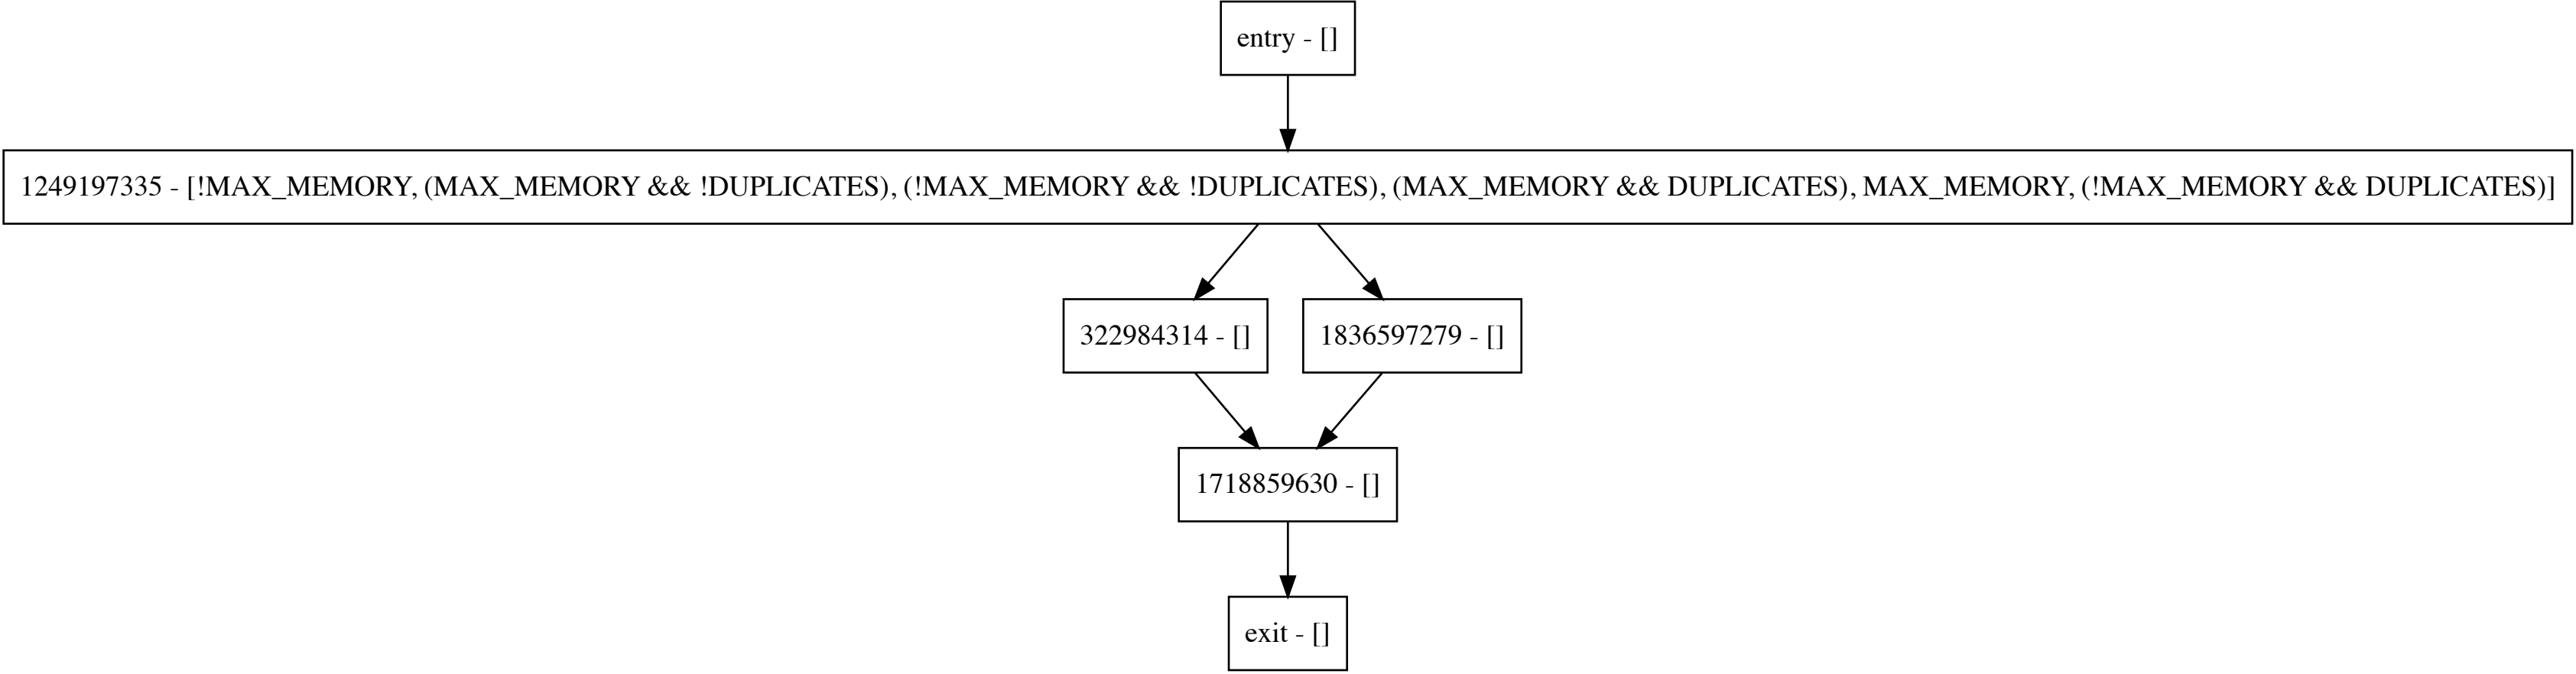 entry - []
1249197335 - [!MAX_MEMORY, (MAX_MEMORY && !DUPLICATES), (!MAX_MEMORY && !DUPLICATES), (MAX_MEMORY && DUPLICATES), MAX_MEMORY, (!MAX_MEMORY && DUPLICATES)]
322984314 - []
1836597279 - []
1718859630 - []
exit - []